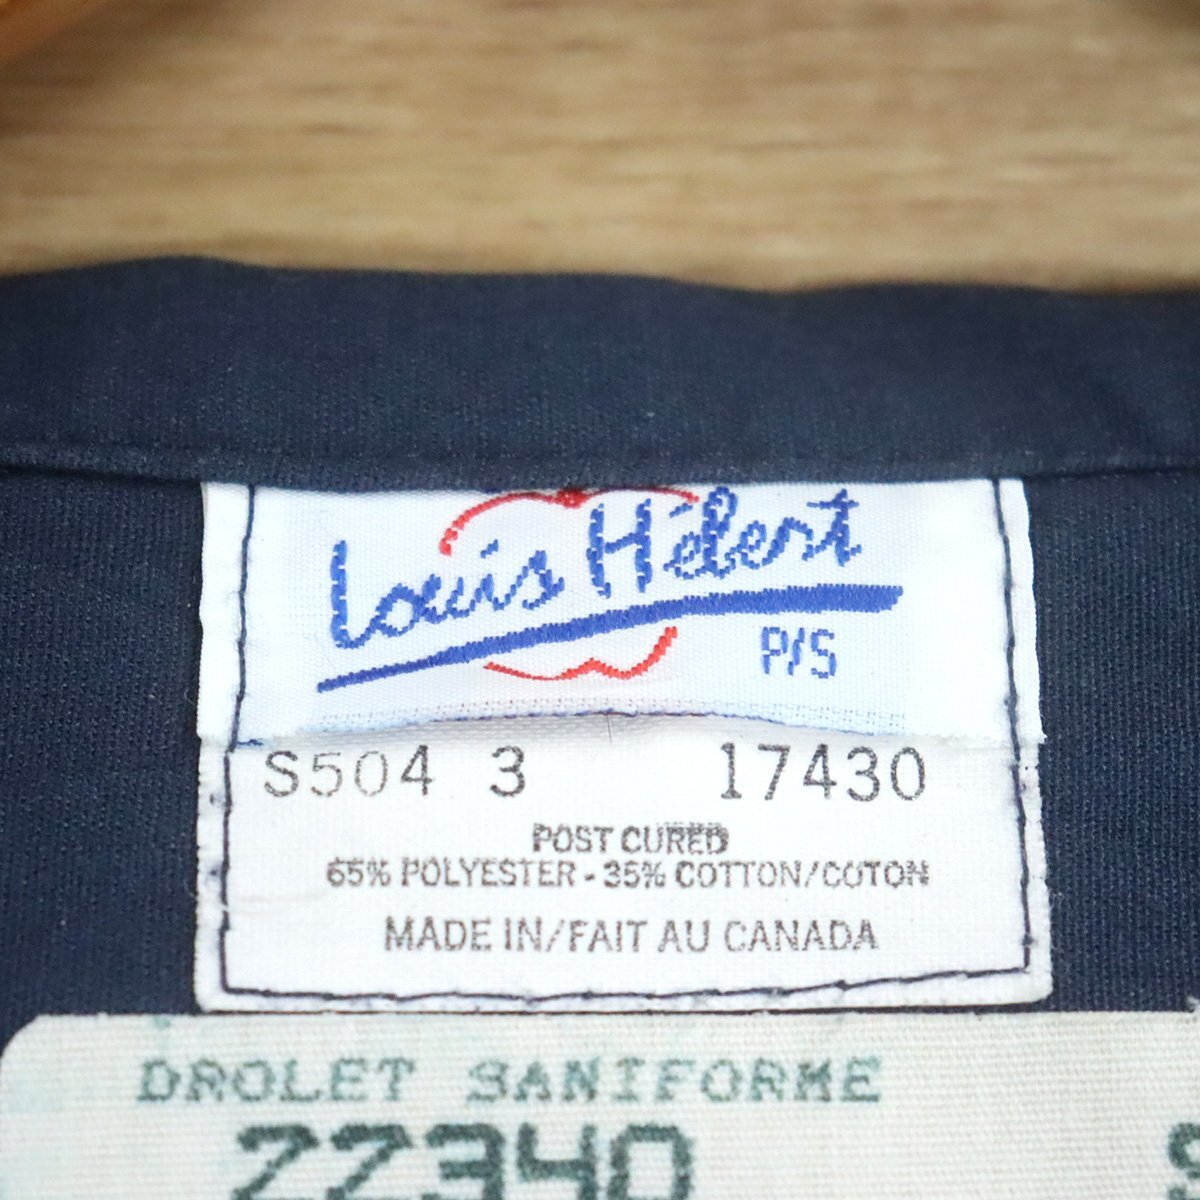 Louis Hébert
P/S
S504 3 17430
POST CURED
65% POLYESTER - 35% COTTON/COTON
MADE IN/FAIT AU CANADA
DROLET SANIFORME
22340